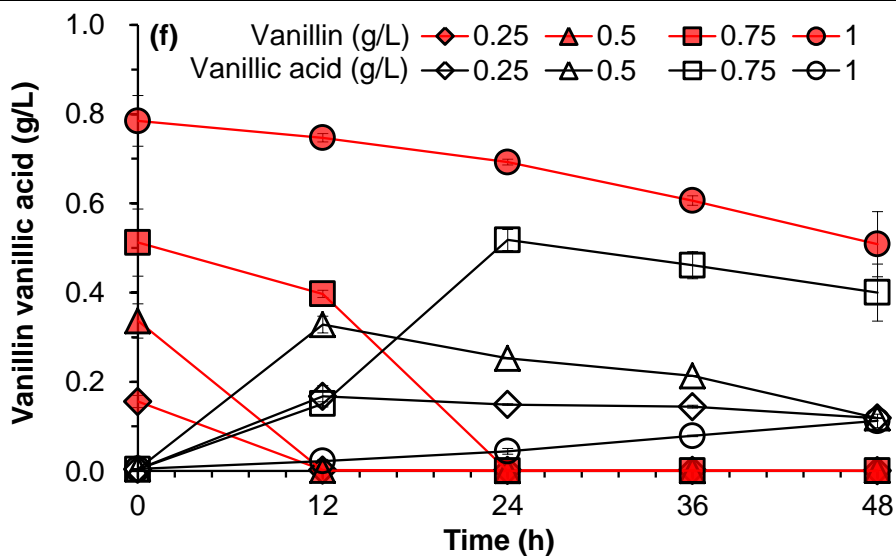 (f)
Vanillin (g/L) 0.25 0.5 0.75 1
Vanillic acid (g/L) 0.25 0.5 0.75 1
Vanillin vanillic acid (g/L)
1.0
0.8
0.6
0.4
0.2
0.0
0 12 24 36 48
Time (h)